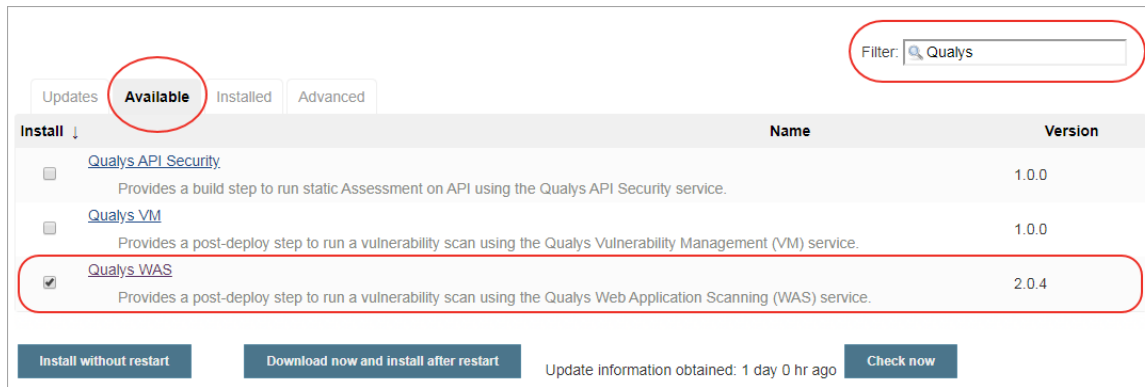 Filter: Qualys
Updates Available Installed Advanced
Install ↓ Name Version
Qualys API Security
Provides a build step to run static Assessment on API using the Qualys API Security service.
1.0.0
Qualys VM
Provides a post-deploy step to run a vulnerability scan using the Qualys Vulnerability Management (VM) service.
1.0.0
Qualys WAS
Provides a post-deploy step to run a vulnerability scan using the Qualys Web Application Scanning (WAS) service.
2.0.4
Install without restart Download now and install after restart Update information obtained: 1 day 0 hr ago Check now